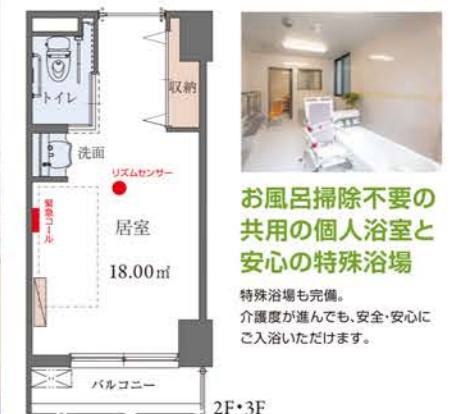 トイレ
収納
洗面
リズムセンサー
緊急コール
居室
18.00㎡
バルコニー
2F・3F
お風呂掃除不要の
共用の個人浴室と
安心の特殊浴場
特殊浴場も完備。
介護度が進んでも、安全・安心に
ご入浴いただけます。